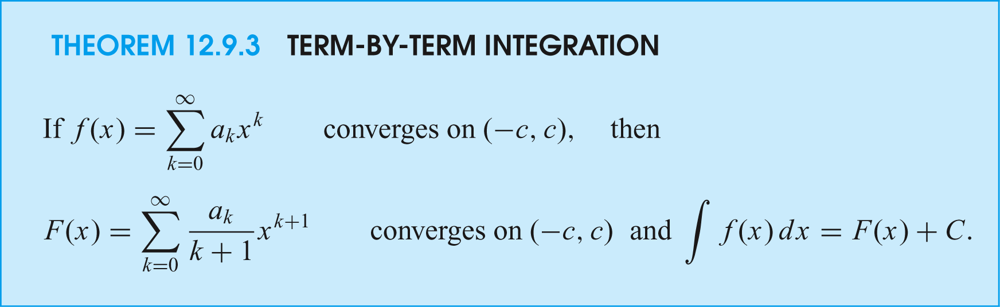 THEOREM 12.9.3 TERM-BY-TERM INTEGRATION
If $f(x) = \sum_{k=0}^{\infty} a_k x^k$ converges on $(-c, c)$, then
$F(x) = \sum_{k=0}^{\infty} \frac{a_k}{k+1} x^{k+1}$ converges on $(-c, c)$ and $\int f(x)\,dx = F(x) + C.$